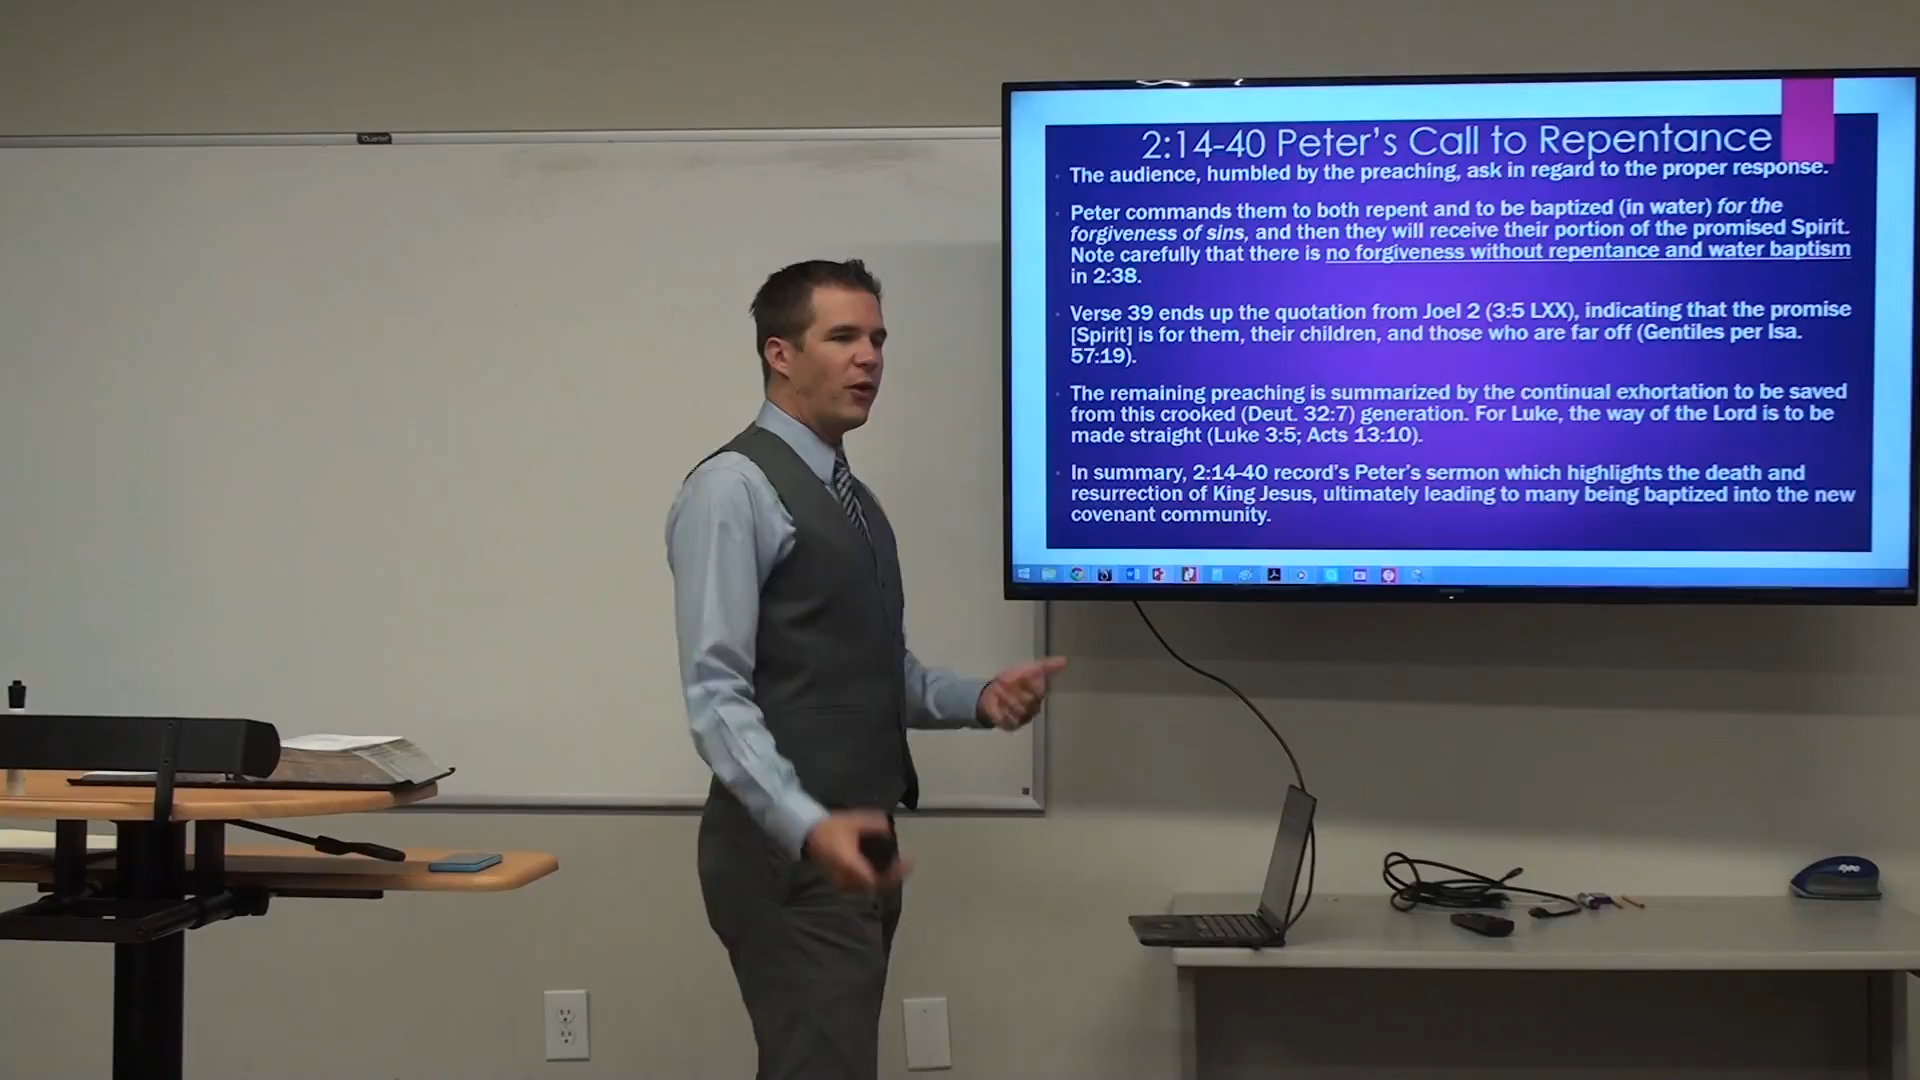 Quartet
2:14-40 Peter's Call to Repentance
The audience, humbled by the preaching, ask in regard to the proper response.
Peter commands them to both repent and to be baptized (in water) for the
forgiveness of sins, and then they will receive their portion of the promised Spirit.
Note carefully that there is no forgiveness without repentance and water baptism
in 2:38.
Verse 39 ends up the quotation from Joel 2 (3:5 LXX), indicating that the promise
[Spirit] is for them, their children, and those who are far off (Gentiles per Isa.
57:19).
The remaining preaching is summarized by the continual exhortation to be saved
from this crooked (Deut. 32:7) generation. For Luke, the way of the Lord is to be
made straight (Luke 3:5; Acts 13:10).
In summary, 2:14-40 record's Peter's sermon which highlights the death and
resurrection of King Jesus, ultimately leading to many being baptized into the new
covenant community.
EXPO